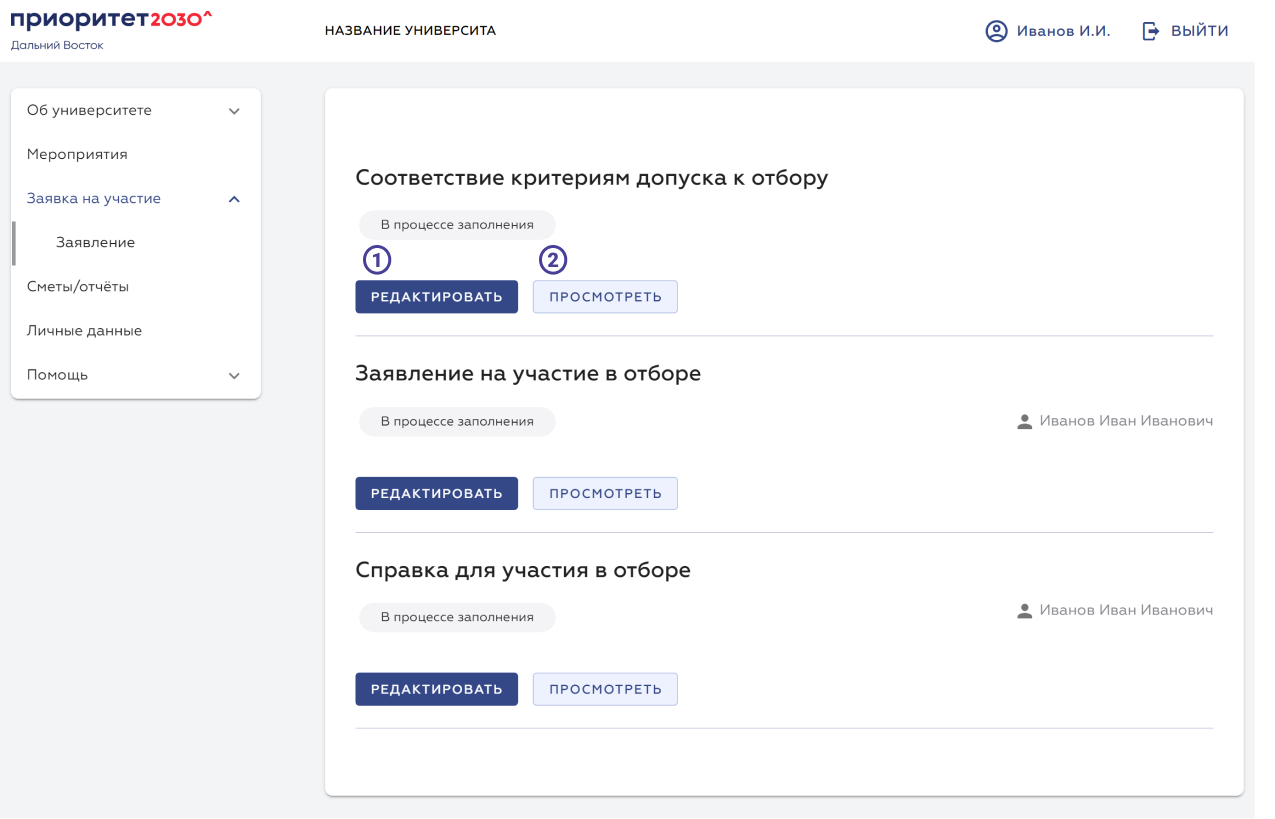 приоритет2030^
Дальний Восток
НАЗВАНИЕ УНИВЕРСИТА
Иванов И.И.
ВЫЙТИ
Об университете
Мероприятия
Заявка на участие
Заявление
Сметы/отчёты
Личные данные
Помощь
Соответствие критериям допуска к отбору
В процессе заполнения
1 2
РЕДАКТИРОВАТЬ ПРОСМОТРЕТЬ
Заявление на участие в отборе
В процессе заполнения
Иванов Иван Иванович
РЕДАКТИРОВАТЬ ПРОСМОТРЕТЬ
Справка для участия в отборе
В процессе заполнения
Иванов Иван Иванович
РЕДАКТИРОВАТЬ ПРОСМОТРЕТЬ